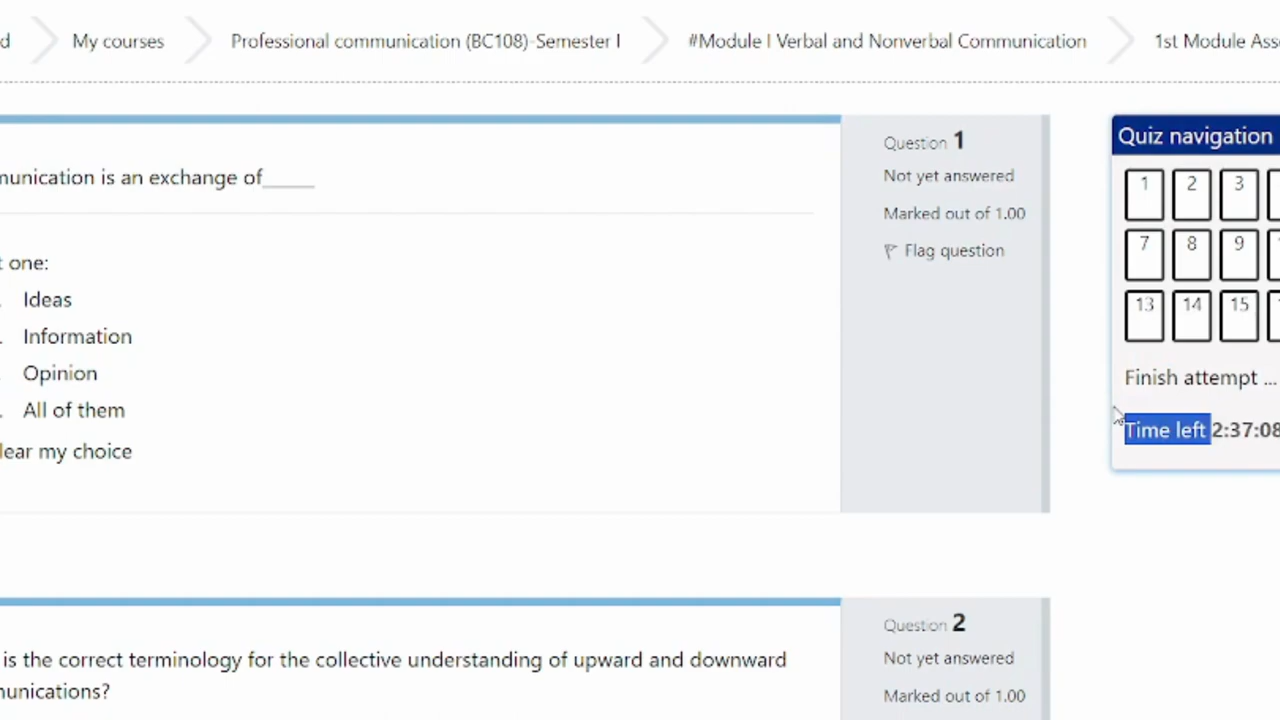 d My courses Professional communication (BC108)-Semester I #Module I Verbal and Nonverbal Communication 1st Module Ass
Question 1
Not yet answered
Marked out of 1.00
Flag question
munication is an exchange of_____
t one:
Ideas
Information
Opinion
All of them
lear my choice
Quiz navigation
1 2 3
7 8 9
13 14 15
Finish attempt ...
Time left 2:37:08
Question 2
Not yet answered
Marked out of 1.00
is the correct terminology for the collective understanding of upward and downward
munications?